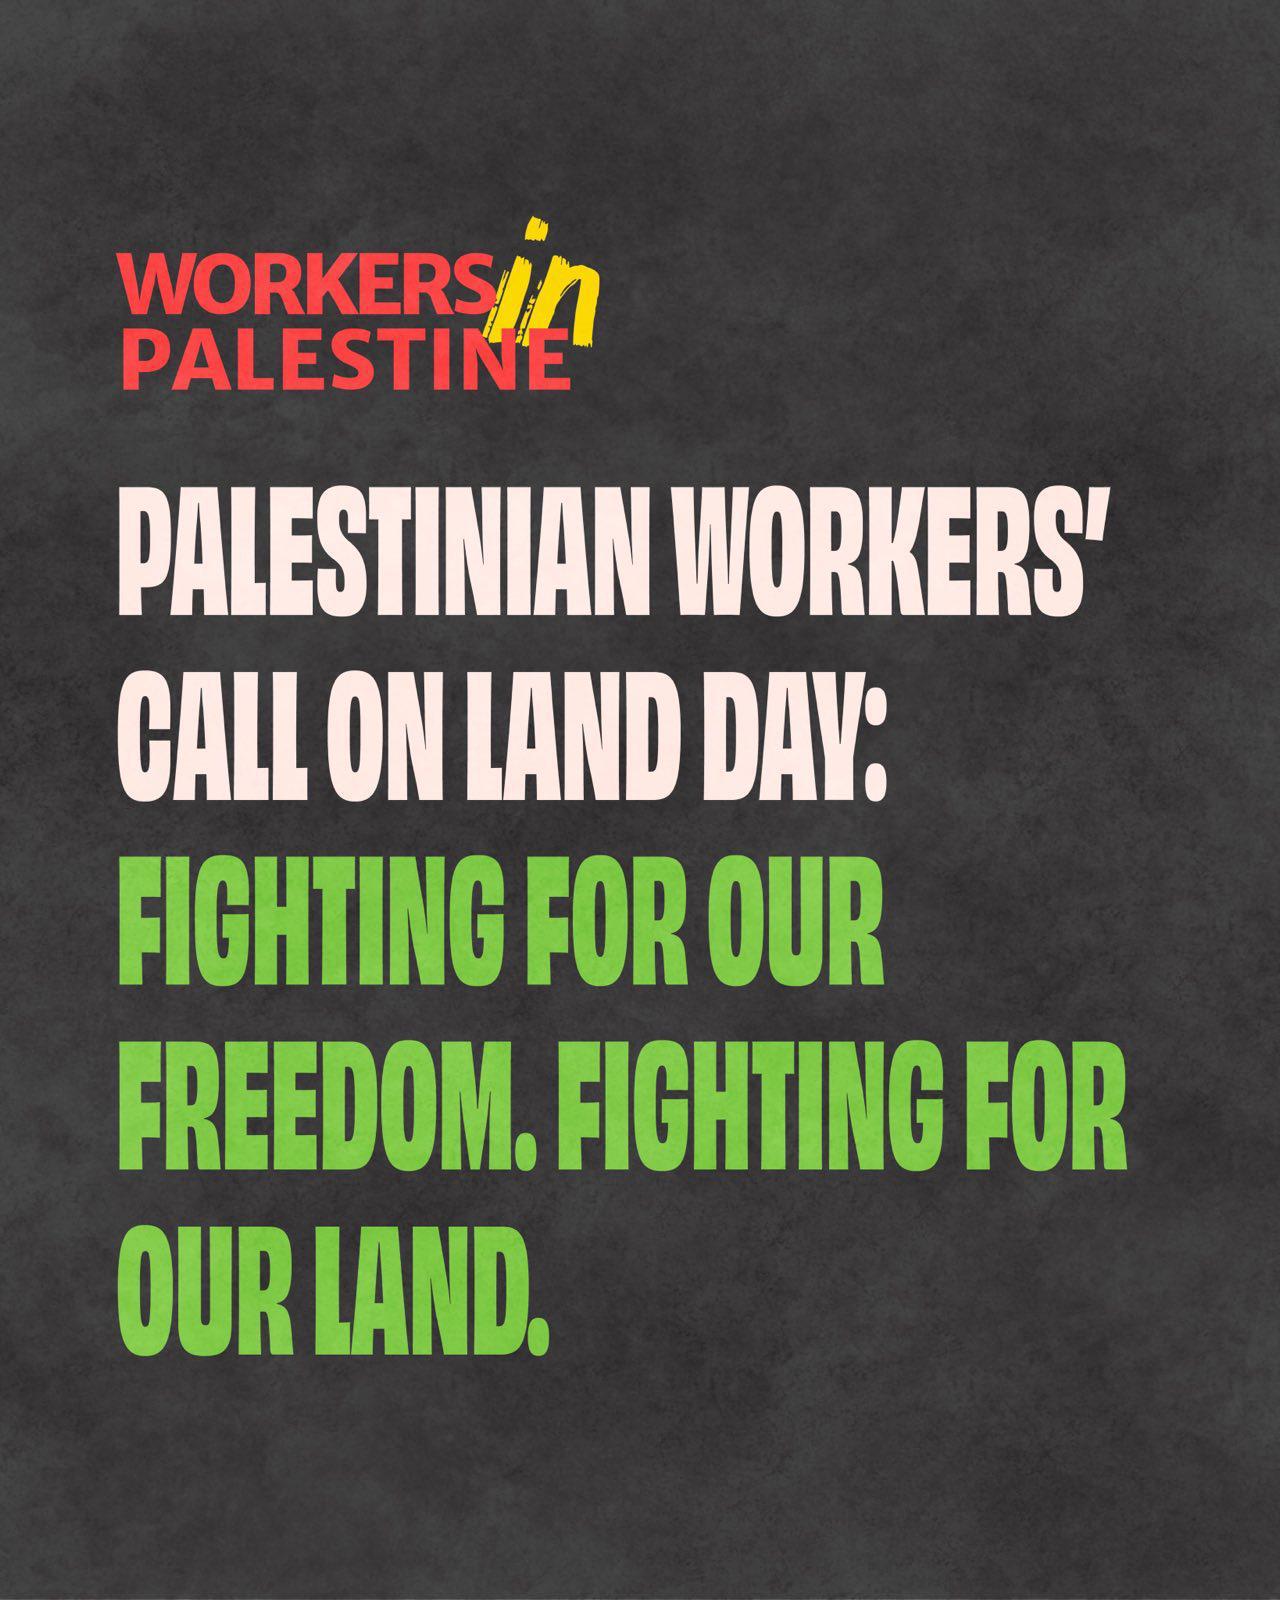 WORKERS in
PALESTINE
PALESTINIAN WORKERS'
CALL ON LAND DAY:
FIGHTING FOR OUR
FREEDOM. FIGHTING FOR
OUR LAND.